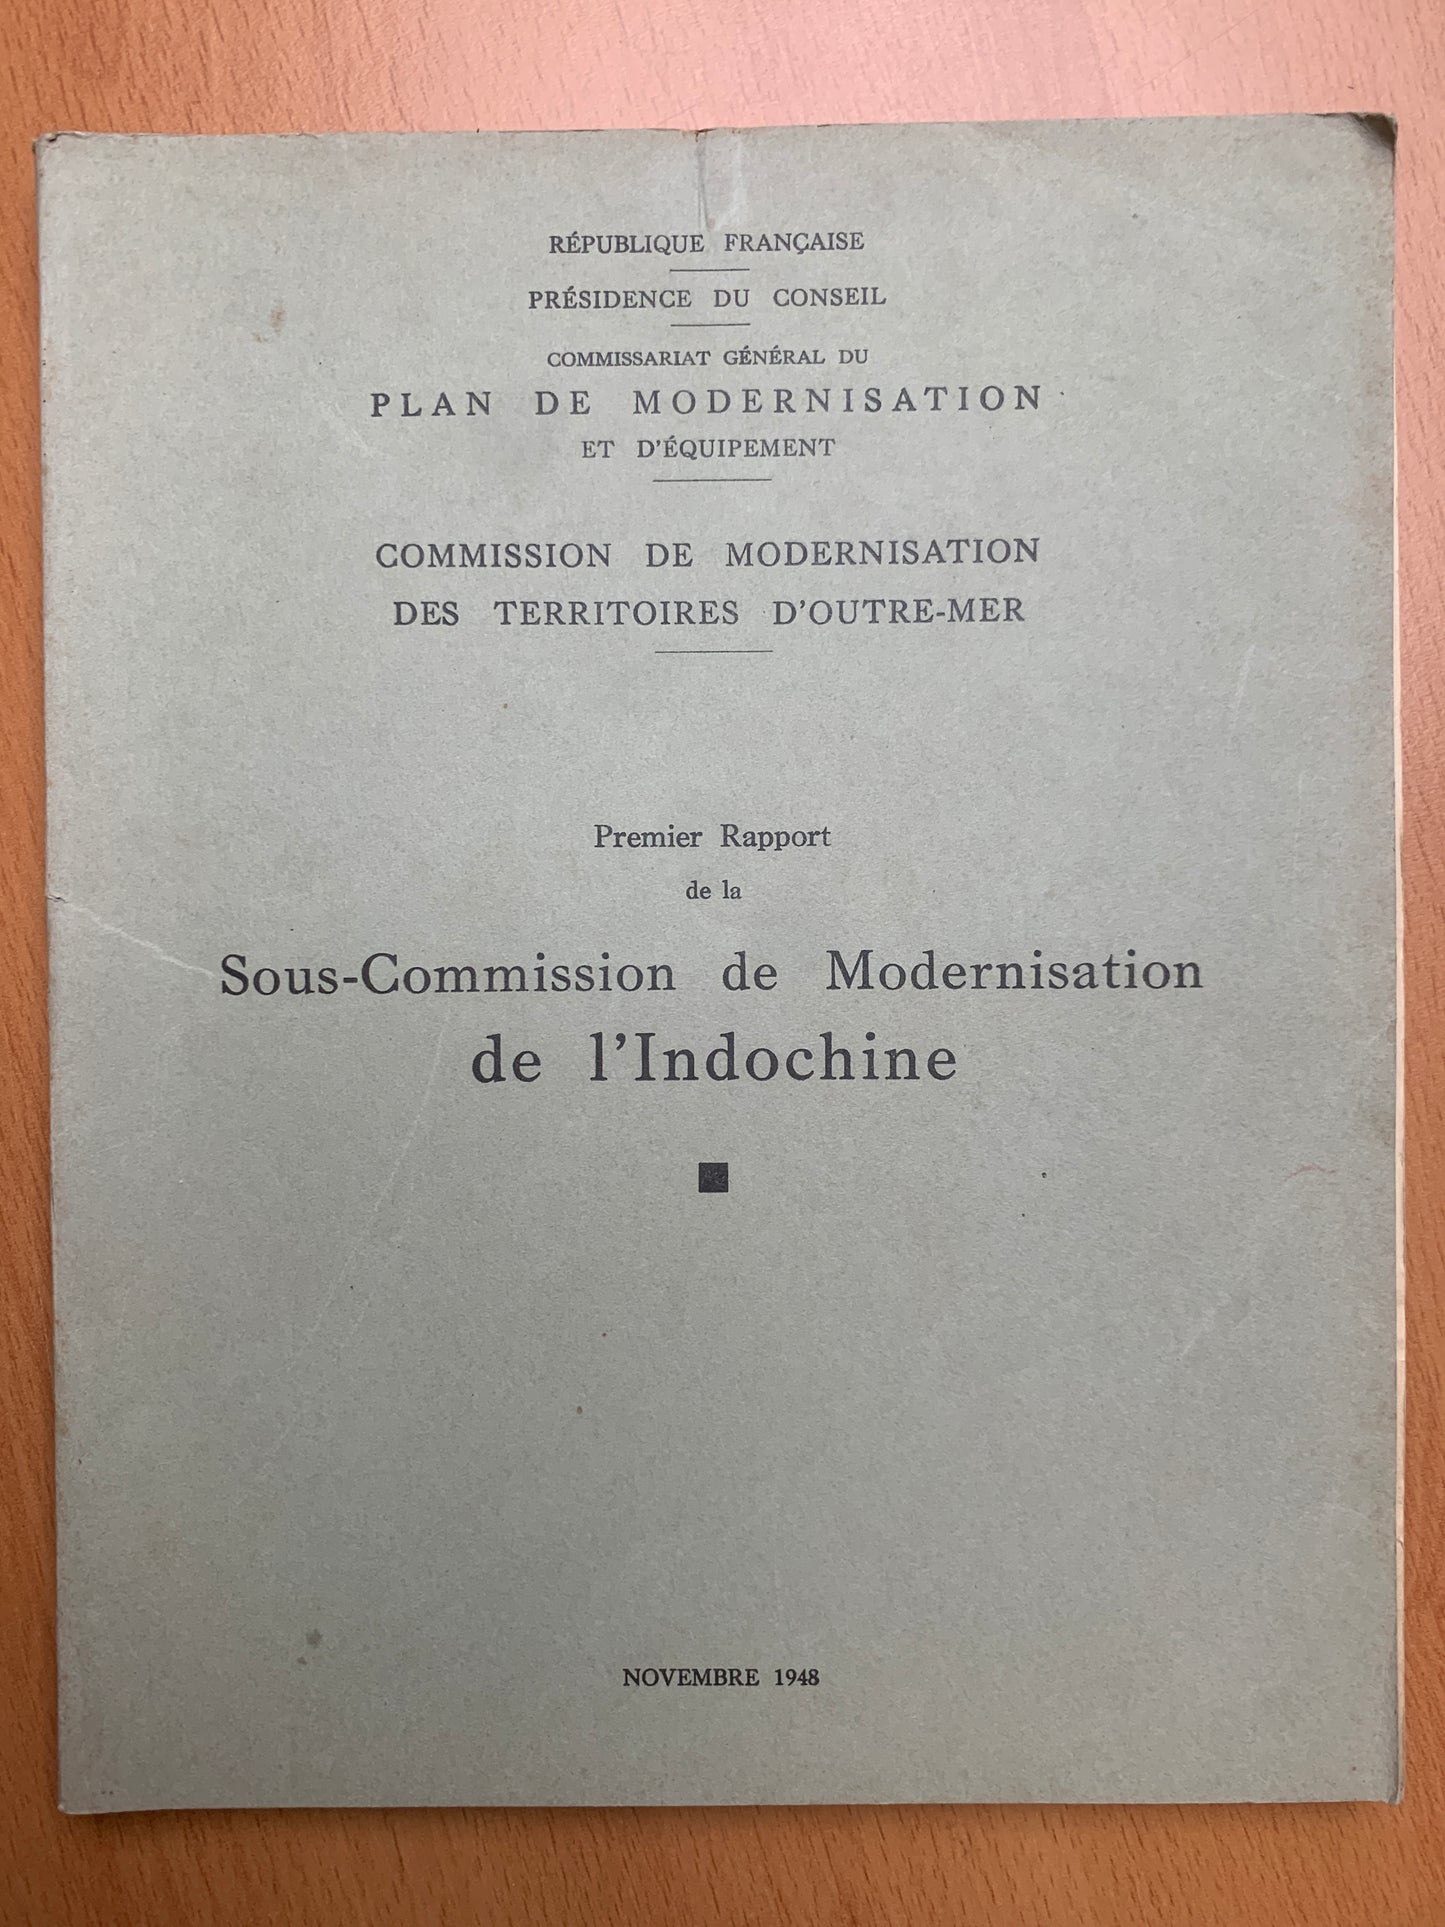 RÉPUBLIQUE FRANÇAISE
PRÉSIDENCE DU CONSEIL
COMMISSARIAT GÉNÉRAL DU
PLAN DE MODERNISATION
ET D'ÉQUIPEMENT
COMMISSION DE MODERNISATION
DES TERRITOIRES D'OUTRE-MER
Premier Rapport
de la
Sous-Commission de Modernisation
de l'Indochine
NOVEMBRE 1948